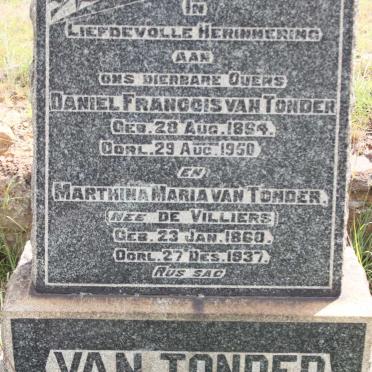 IN
LIEFDEVOLLE HERINNERING
AAN
ONS DIERBARE OUERS
DANIEL FRANCOIS VAN TONDER
GEB. 28 AUG. 1864.
OORL. 29 AUG. 1950
EN
MARTHINA MARIA VAN TONDER.
(NEE DE VILLIERS)
GEB. 23 JAN. 1860.
OORL. 27 DES. 1937.
RUS SAG
VAN TONDER